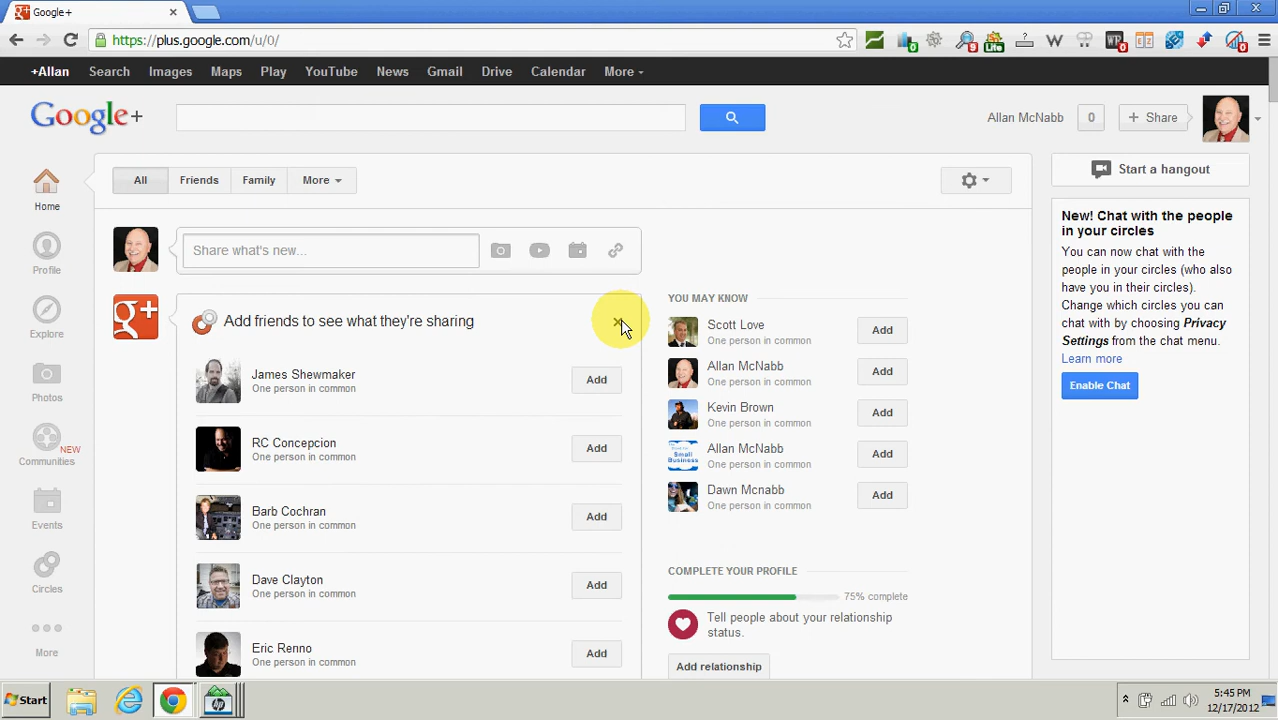 Google+
https://plus.google.com/u/0/
+Allan Search Images Maps Play YouTube News Gmail Drive Calendar More
Google+
Allan McNabb 0 + Share
All Friends Family More
Start a hangout
Home
Share what's new...
New! Chat with the people
in your circles
You can now chat with the
people in your circles (who also
have you in their circles).
Change which circles you can
chat with by choosing Privacy
Settings from the chat menu.
Learn more
Enable Chat
Profile
Explore
Photos
NEW
Communities
Events
Circles
More
g+
Add friends to see what they're sharing
James Shewmaker
One person in common
Add
RC Concepcion
One person in common
Add
Barb Cochran
One person in common
Add
Dave Clayton
One person in common
Add
Eric Renno
One person in common
Add
YOU MAY KNOW
Scott Love
One person in common
Add
Allan McNabb
One person in common
Add
Kevin Brown
One person in common
Add
Allan McNabb
One person in common
Add
Small
Business
Dawn Mcnabb
One person in common
Add
COMPLETE YOUR PROFILE
75% complete
Tell people about your relationship
status.
Add relationship
Start
5:45 PM
12/17/2012